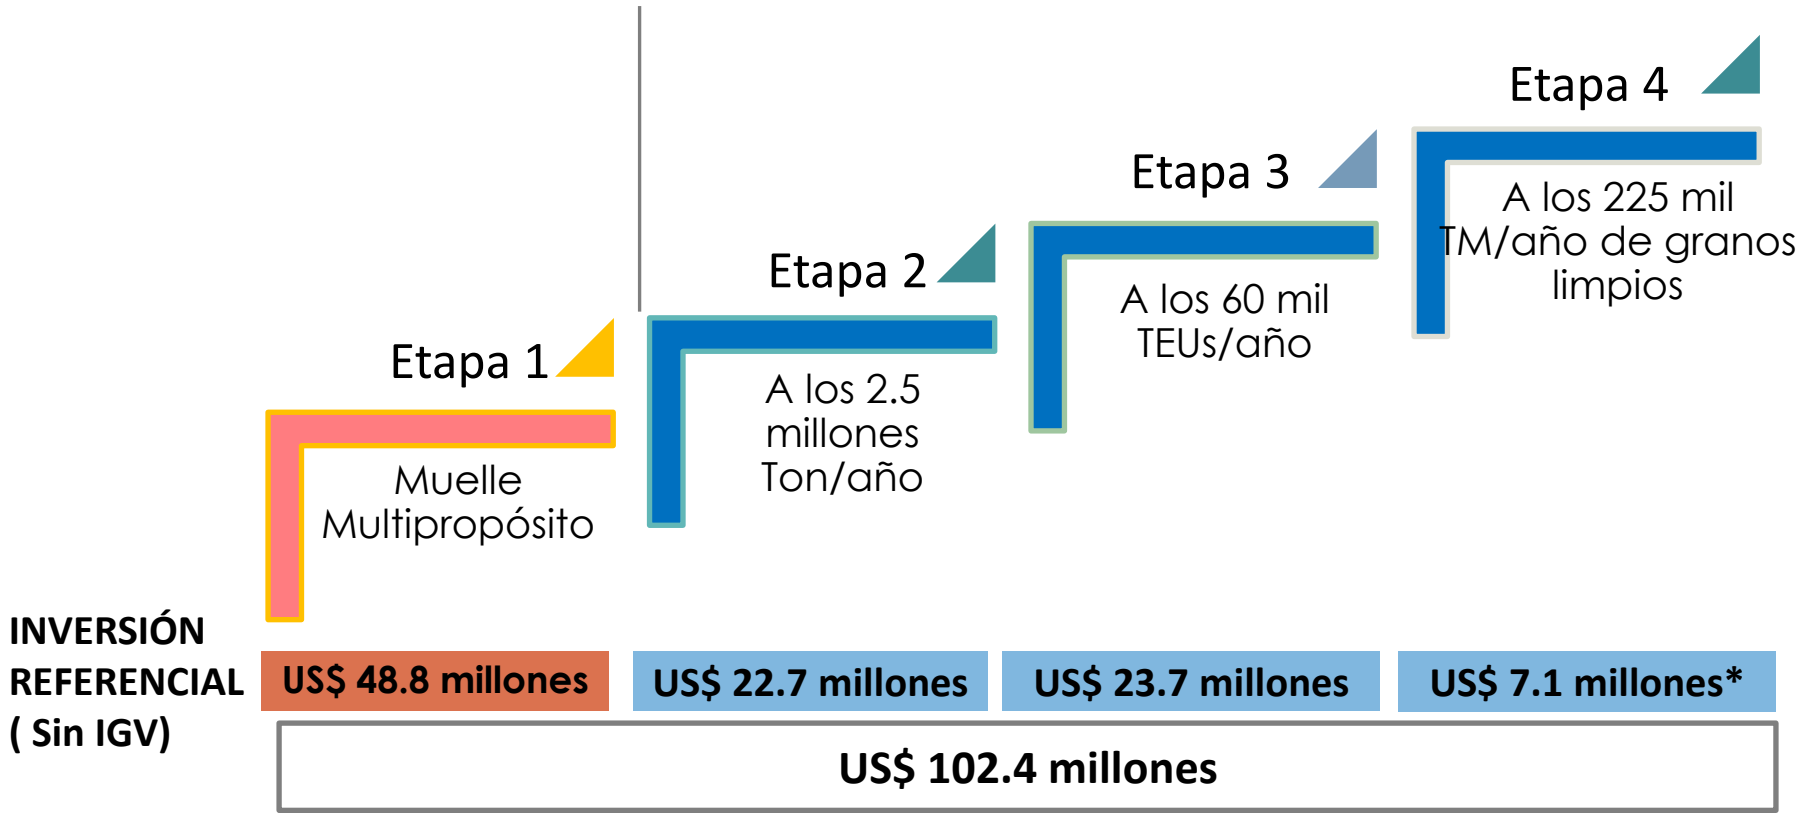 Etapa 1
Muelle
Multipropósito
Etapa 2
A los 2.5
millones
Ton/año
Etapa 3
A los 60 mil
TEUs/año
Etapa 4
A los 225 mil
TM/año de granos
limpios
INVERSIÓN
REFERENCIAL
( Sin IGV)
US$ 48.8 millones
US$ 22.7 millones
US$ 23.7 millones
US$ 7.1 millones*
US$ 102.4 millones